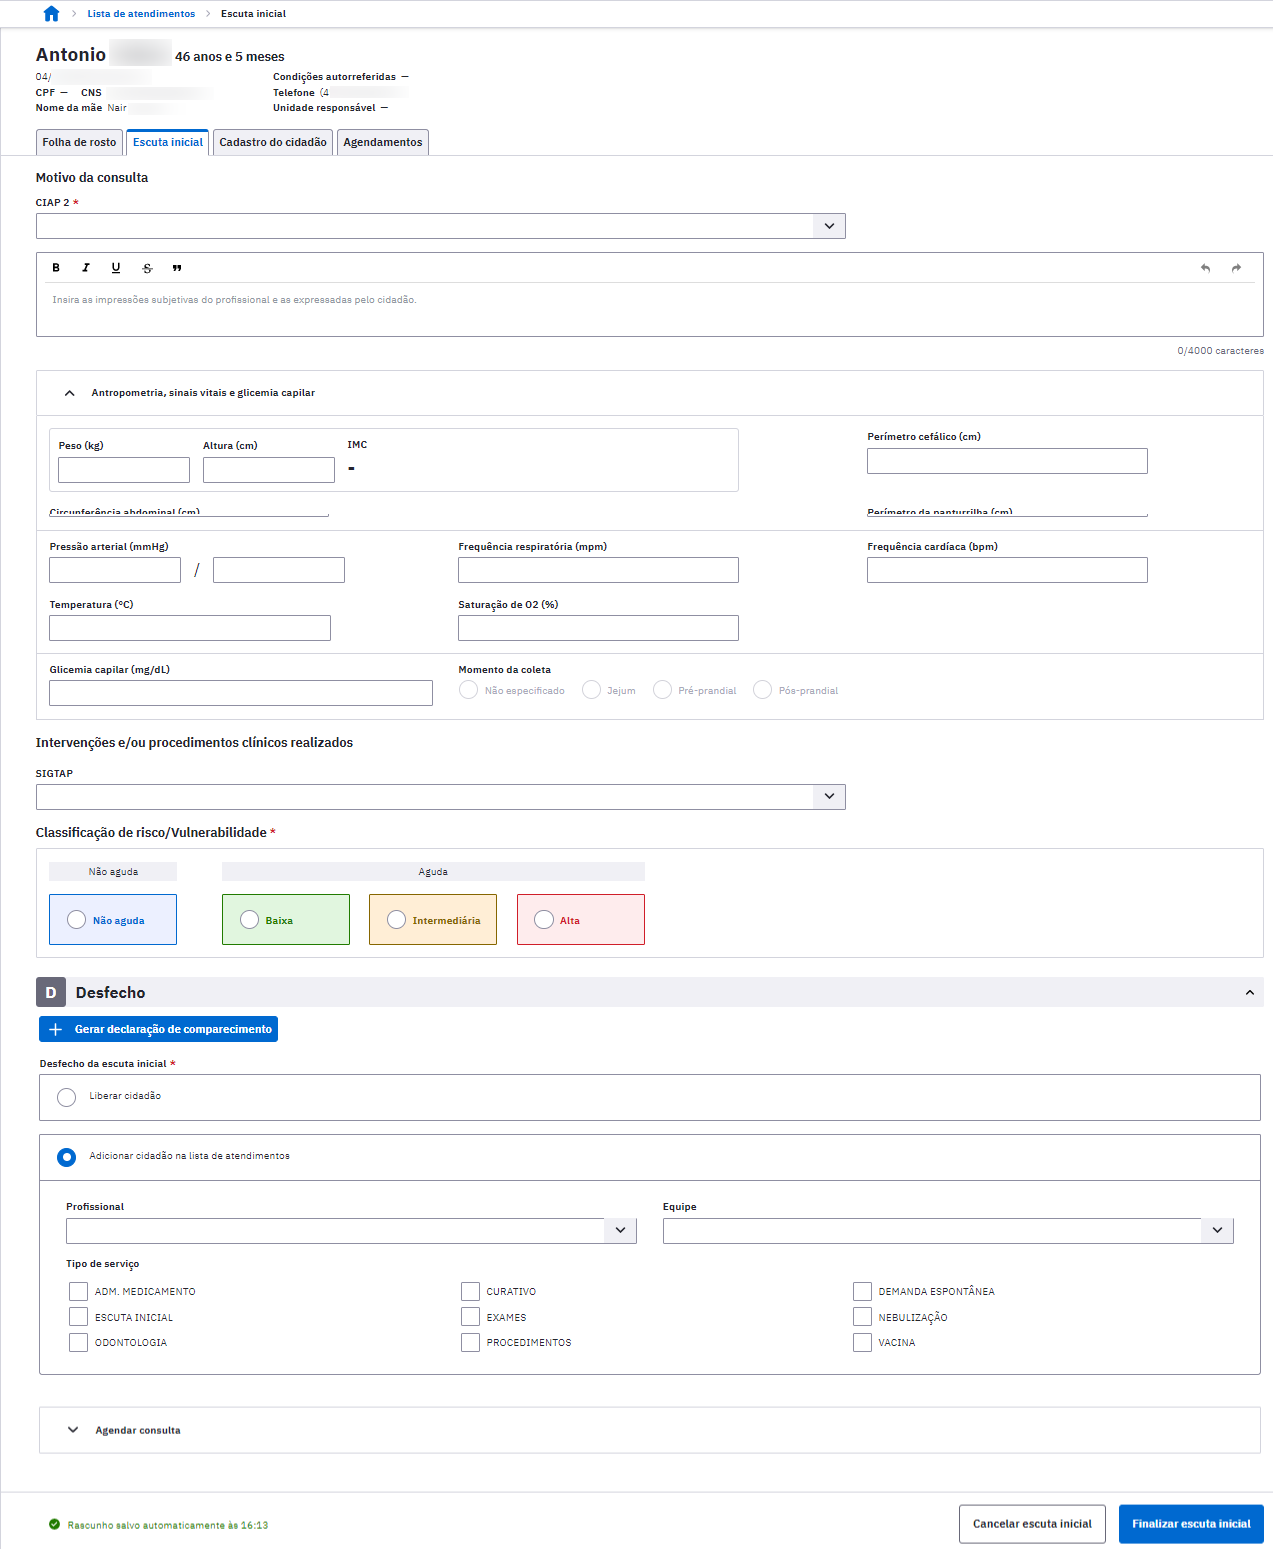 Lista de atendimentos Escuta inicial
Antonio 46 anos e 5 meses
04/ Condições autorreferidas —
CPF — CNS Telefone (4
Nome da mãe Nair Unidade responsável —
Folha de rosto Escuta inicial Cadastro do cidadão Agendamentos
Motivo da consulta
CIAP 2 *
B I U S
Insira as impressões subjetivas do profissional e as expressadas pelo cidadão.
0/4000 caracteres
Antropometria, sinais vitais e glicemia capilar
Peso (kg) Altura (cm) IMC Perímetro cefálico (cm)
-
Circunferência abdominal (cm) Perímetro da panturrilha (cm)
Pressão arterial (mmHg) Frequência respiratória (mpm) Frequência cardíaca (bpm)
/
Temperatura (ºC) Saturação de O2 (%)
Glicemia capilar (mg/dL) Momento da coleta
Não especificado Jejum Pré-prandial Pós-prandial
Intervenções e/ou procedimentos clínicos realizados
SIGTAP
Classificação de risco/Vulnerabilidade *
Não aguda Aguda
Não aguda Baixa Intermediária Alta
D Desfecho
Gerar declaração de comparecimento
Desfecho da escuta inicial *
Liberar cidadão
Adicionar cidadão na lista de atendimentos
Profissional Equipe
Tipo de serviço
ADM. MEDICAMENTO CURATIVO DEMANDA ESPONTÂNEA
ESCUTA INICIAL EXAMES NEBULIZAÇÃO
ODONTOLOGIA PROCEDIMENTOS VACINA
Agendar consulta
Rascunho salvo automaticamente às 16:13 Cancelar escuta inicial Finalizar escuta inicial